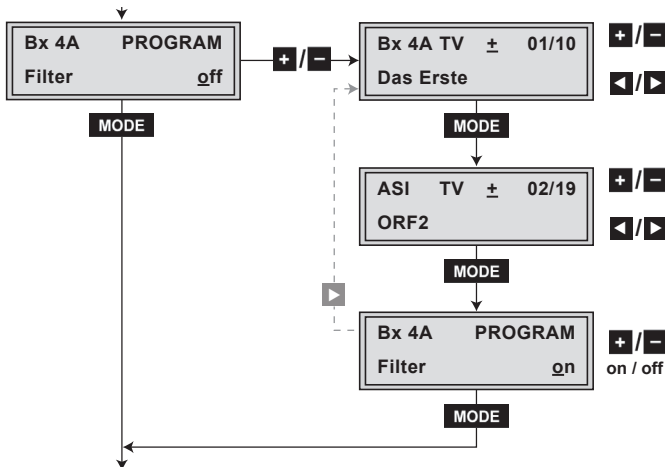 Bx 4A PROGRAM
Filter off
MODE
+ / -
Bx 4A TV ± 01/10
Das Erste
+ / -
◄ / ►
MODE
ASI TV ± 02/19
ORF2
+ / -
◄ / ►
MODE
►
Bx 4A PROGRAM
Filter on
+ / -
on / off
MODE